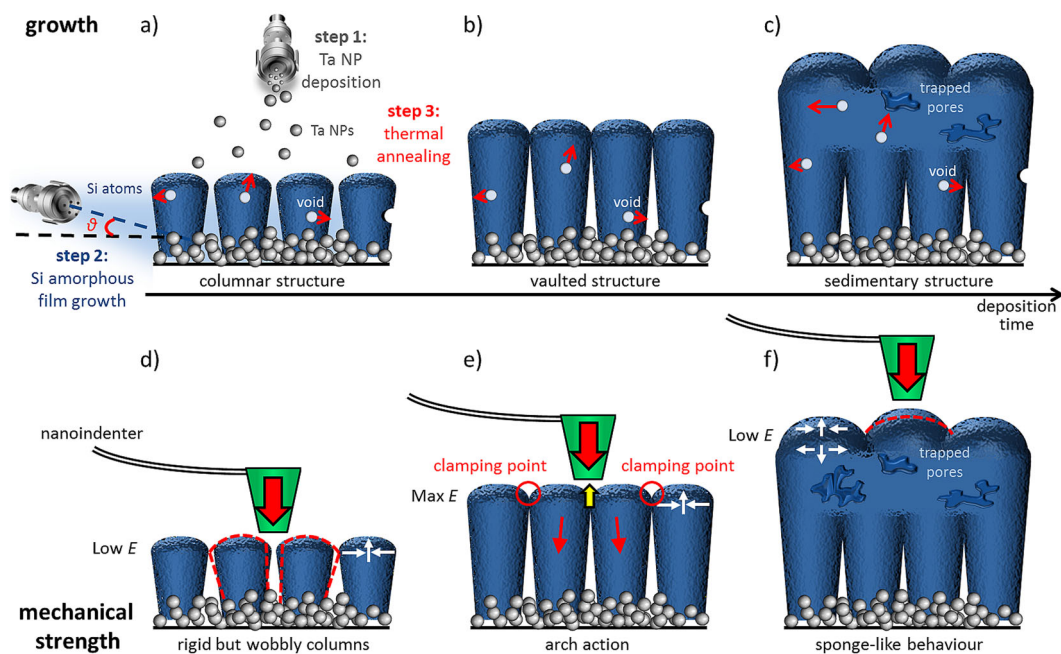 growth
a)
step 1:
Ta NP
deposition
Ta NPs
step 3:
thermal
annealing
Si atoms
ϑ
void
step 2:
Si amorphous
film growth
columnar structure
b)
void
vaulted structure
c)
trapped
pores
void
sedimentary structure
deposition
time
d)
nanoindenter
Low E
mechanical
strength
rigid but wobbly columns
e)
clamping point
clamping point
Max E
arch action
f)
Low E
trapped
pores
sponge-like behaviour